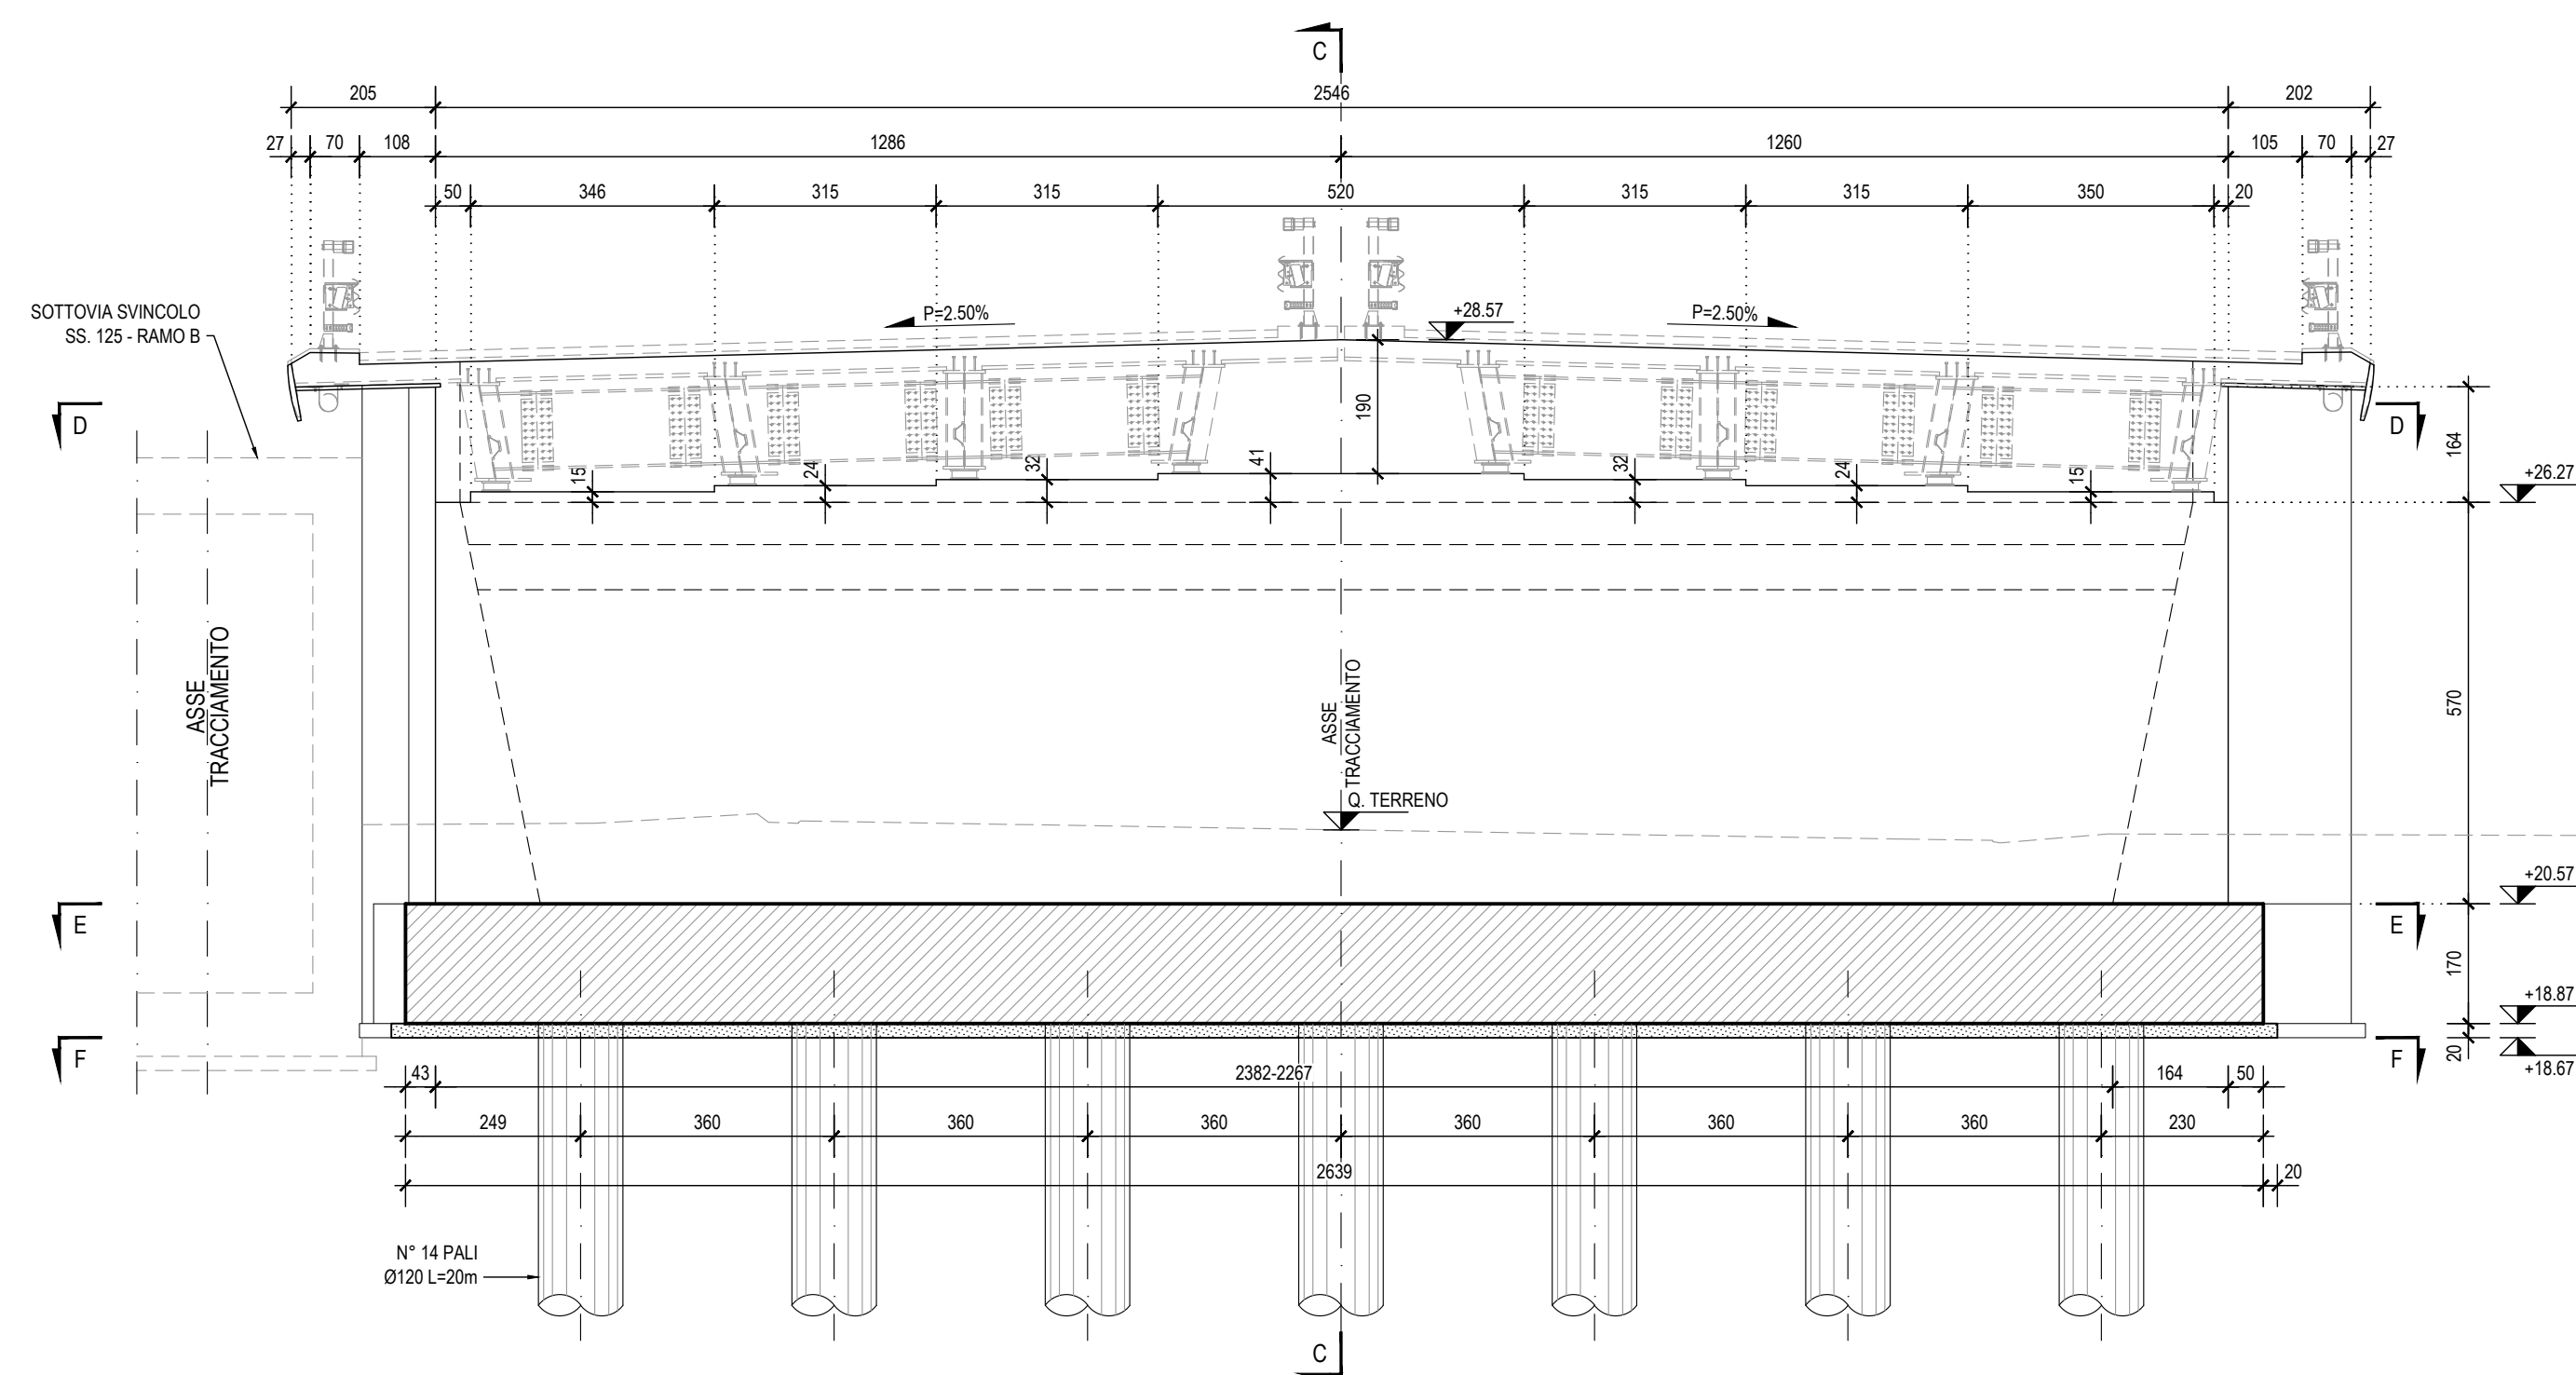 C
205
2546
202
27
70
108
1286
1260
105
70
27
50
346
315
315
520
315
315
350
20
SOTTOVIA SVINCOLO
SS. 125 - RAMO B
P=2.50%
+28.57
P=2.50%
D
D
190
164
15
24
32
41
32
24
15
+26.27
ASSE
TRACCIAMENTO
ASSE
TRACCIAMENTO
570
Q. TERRENO
+20.57
E
E
170
+18.87
F
F
20
+18.67
43
2382-2267
164
50
249
360
360
360
360
360
360
230
2639
20
N° 14 PALI
Ø120 L=20m
C